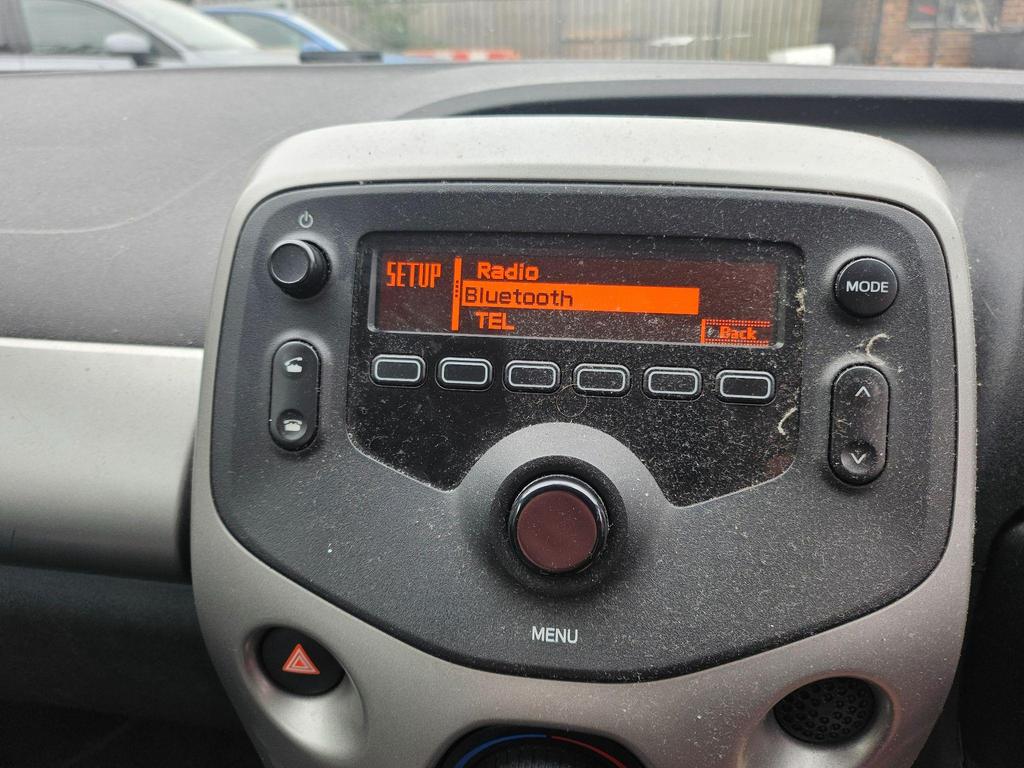 SETUP
Radio
Bluetooth
TEL
Back
MODE
MENU